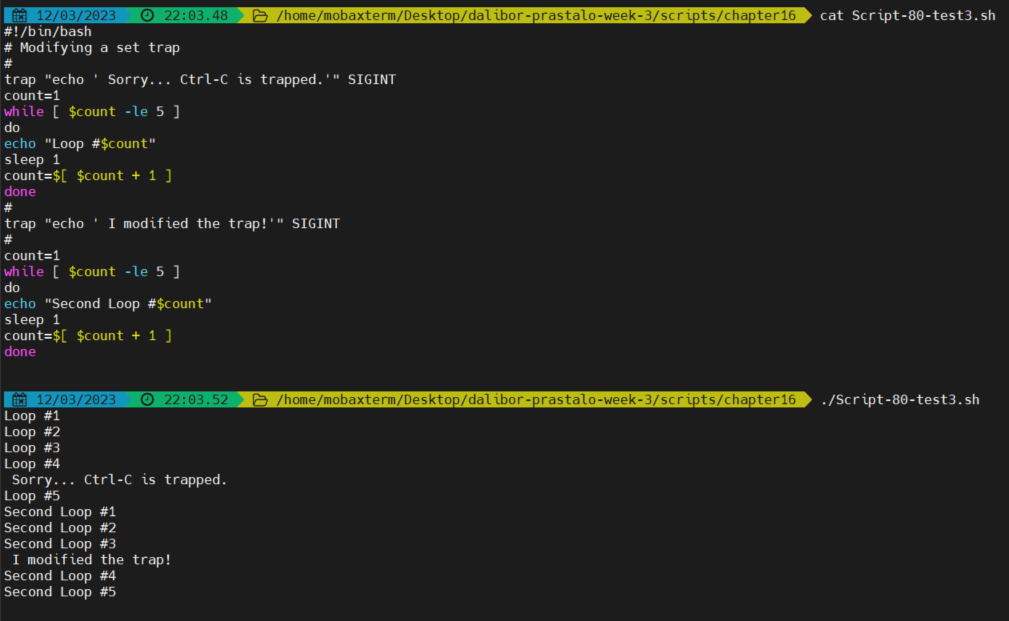 12/03/2023 22:03.48 /home/mobaxterm/Desktop/dalibor-prastalo-week-3/scripts/chapter16 cat Script-80-test3.sh
#!/bin/bash
# Modifying a set trap
#
trap "echo ' Sorry... Ctrl-C is trapped.'" SIGINT
count=1
while [ $count -le 5 ]
do
echo "Loop #$count"
sleep 1
count=$[ $count + 1 ]
done
#
trap "echo ' I modified the trap!'" SIGINT
#
count=1
while [ $count -le 5 ]
do
echo "Second Loop #$count"
sleep 1
count=$[ $count + 1 ]
done
12/03/2023 22:03.52 /home/mobaxterm/Desktop/dalibor-prastalo-week-3/scripts/chapter16 ./Script-80-test3.sh
Loop #1
Loop #2
Loop #3
Loop #4
 Sorry... Ctrl-C is trapped.
Loop #5
Second Loop #1
Second Loop #2
Second Loop #3
 I modified the trap!
Second Loop #4
Second Loop #5